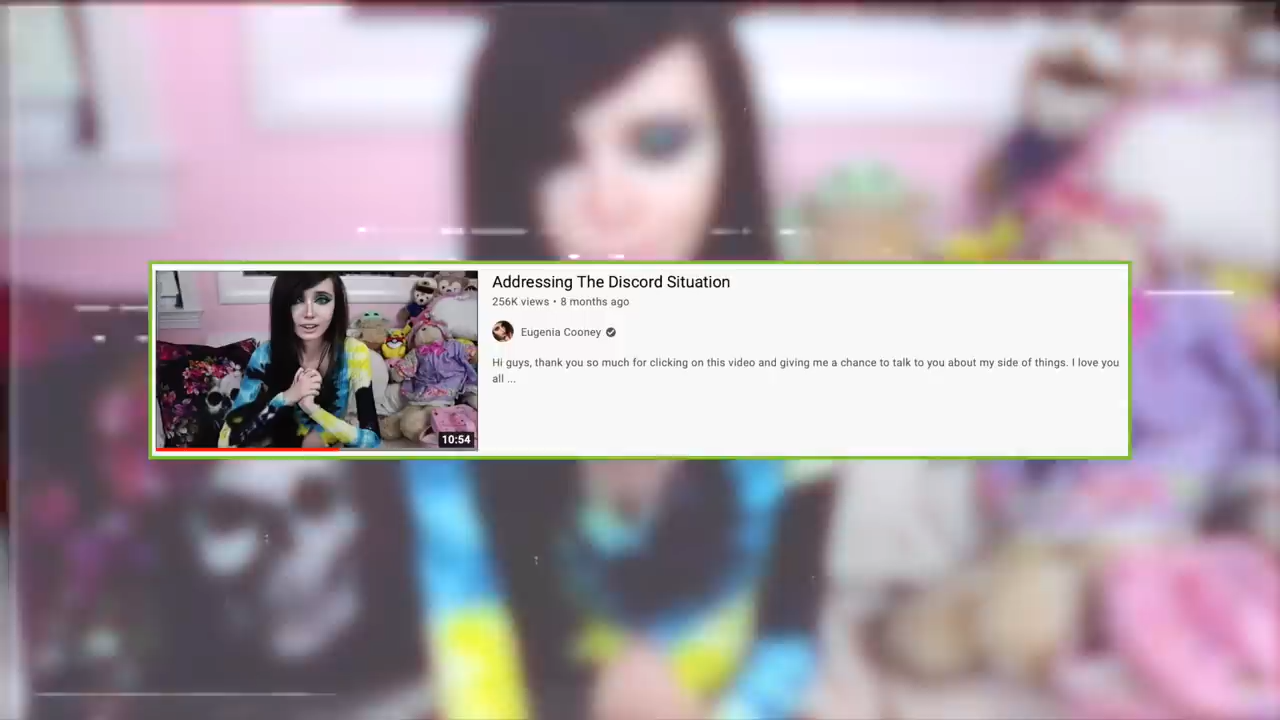 Addressing The Discord Situation
256K views • 8 months ago
Eugenia Cooney
Hi guys, thank you so much for clicking on this video and giving me a chance to talk to you about my side of things. I love you
all ...
10:54